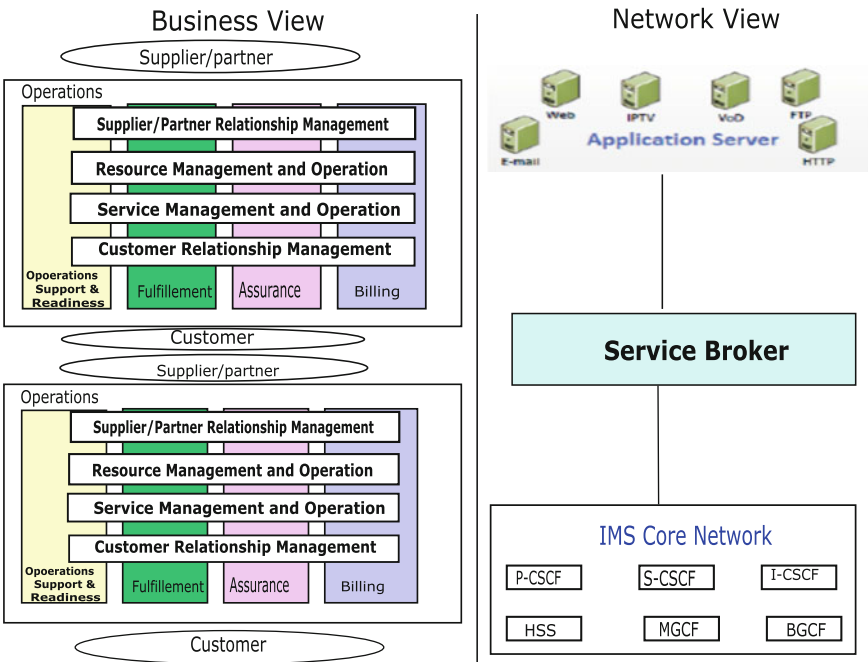 Business View
Supplier/partner
Operations
Supplier/Partner Relationship Management
Resource Management and Operation
Service Management and Operation
Customer Relationship Management
Opoerations
Support &
Readiness
Fulfillement
Assurance
Billing
Customer
Supplier/partner
Operations
Supplier/Partner Relationship Management
Resource Management and Operation
Service Management and Operation
Customer Relationship Management
Opoerations
Support &
Readiness
Fulfillement
Assurance
Billing
Customer
Network View
Web
IPTV
VoD
FTP
E-mail
Application Server
HTTP
Service Broker
IMS Core Network
P-CSCF
S-CSCF
I-CSCF
HSS
MGCF
BGCF